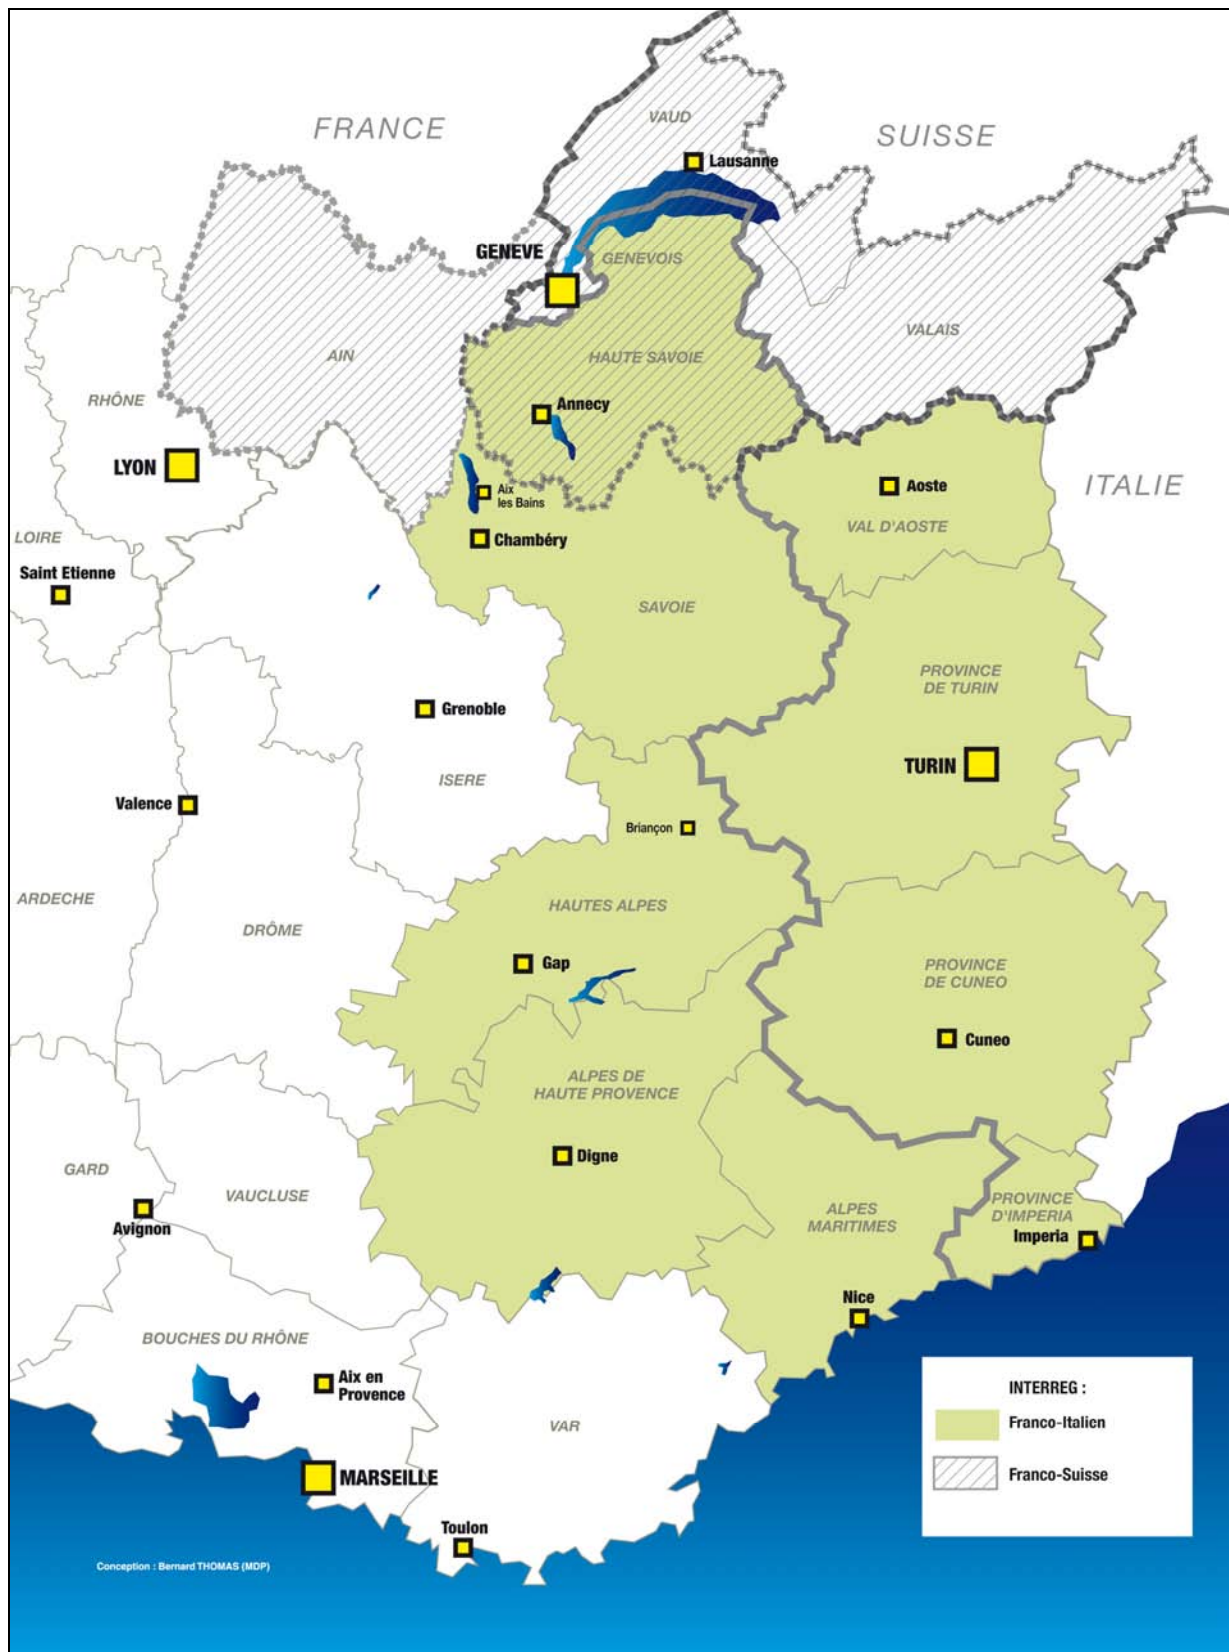 VAUD
FRANCE
SUISSE
Lausanne
GENEVE
GENEVOIS
VALAIS
AIN
HAUTE SAVOIE
RHÔNE
Annecy
LYON
ITALIE
Aix
les Bains
Aoste
VAL D'AOSTE
LOIRE
Chambéry
Saint Etienne
SAVOIE
PROVINCE
DE TURIN
Grenoble
TURIN
ISERE
Valence
Briançon
ARDECHE
HAUTES ALPES
DRÔME
Gap
PROVINCE
DE CUNEO
Cuneo
ALPES DE
HAUTE PROVENCE
Digne
GARD
VAUCLUSE
PROVINCE
D'IMPERIA
ALPES
MARITIMES
Avignon
Imperia
Nice
BOUCHES DU RHÔNE
Aix en
Provence
VAR
INTERREG :
Franco-Italien
Franco-Suisse
MARSEILLE
Toulon
Conception : Bernard THOMAS (MDP)